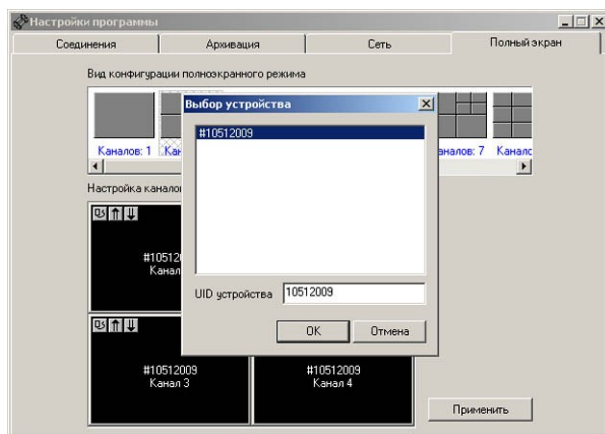 Настройки программы
Соединения
Архивация
Сеть
Полный экран
Вид конфигурации полноэкранного режима
Выбор устройства
#10512009
Каналов: 1
Каналов: 7
Настройка каналов
UID устройства
10512009
OK
Отмена
#10512009
Канал 3
#10512009
Канал 4
Применить